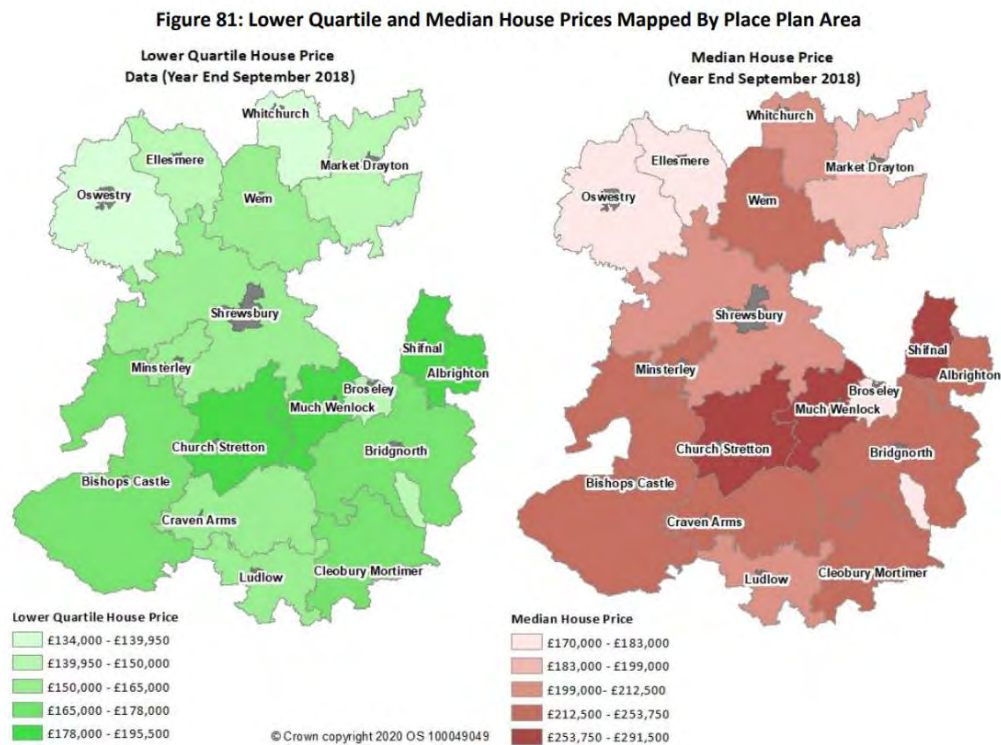 Figure 81: Lower Quartile and Median House Prices Mapped By Place Plan Area
Lower Quartile House Price
Data (Year End September 2018)
Whitchurch
Ellesmere
Market Drayton
Oswestry
Wem
Shrewsbury
Shifnal
Minsterley
Albrighton
Broseley
Much Wenlock
Church Stretton
Bridgnorth
Bishops Castle
Craven Arms
Ludlow
Cleobury Mortimer
Lower Quartile House Price
£134,000 - £139,950
£139,950 - £150,000
£150,000 - £165,000
£165,000 - £178,000
£178,000 - £195,500
© Crown copyright 2020 OS 100049049
Median House Price
(Year End September 2018)
Whitchurch
Ellesmere
Market Drayton
Oswestry
Wem
Shrewsbury
Shifnal
Minsterley
Albrighton
Broseley
Much Wenlock
Church Stretton
Bridgnorth
Bishops Castle
Craven Arms
Ludlow
Cleobury Mortimer
Median House Price
£170,000 - £183,000
£183,000 - £199,000
£199,000- £212,500
£212,500 - £253,750
£253,750 - £291,500